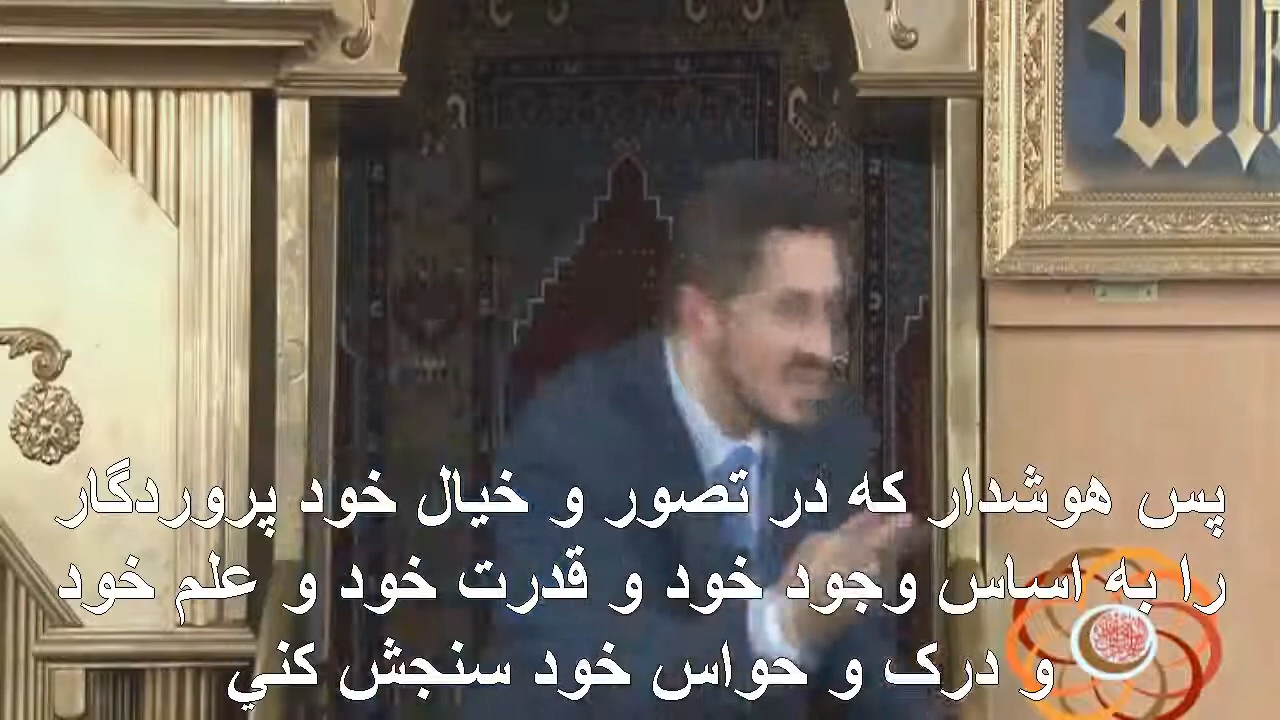 پس هوشدار که در تصور و خیال خود پروردگار
را به اساس وجود خود و قدرت خود و علم خود
و درک و حواس خود سنجش کني